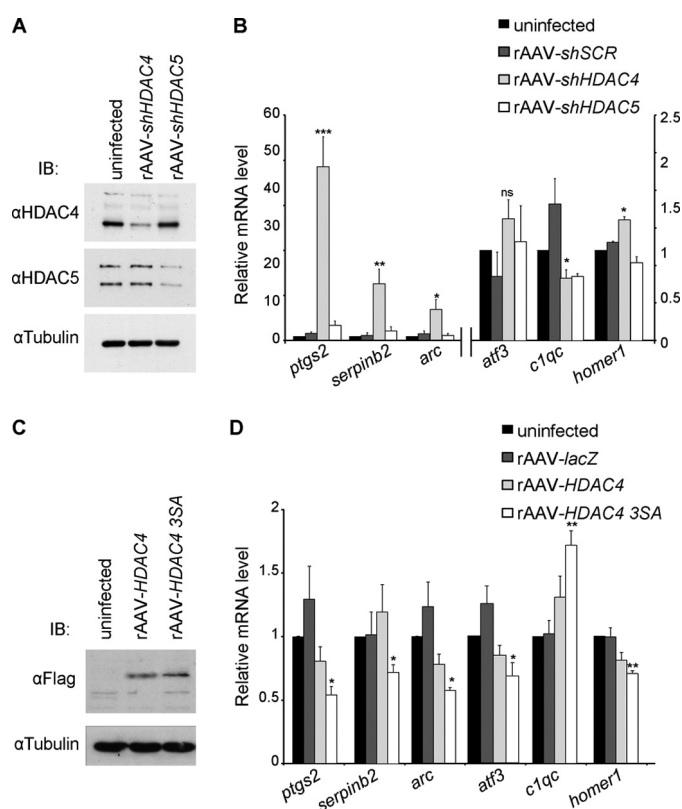 A
uninfected
rAAV-shHDAC4
rAAV-shHDAC5
IB:
αHDAC4
αHDAC5
αTubulin
B
uninfected
rAAV-shSCR
rAAV-shHDAC4
rAAV-shHDAC5
Relative mRNA level
60
50
40
30
20
10
0
2.5
2
1.5
1
0.5
0
***
**
*
ns
*
*
ptgs2
serpinb2
arc
atf3
c1qc
homer1
C
uninfected
rAAV-HDAC4
rAAV-HDAC4 3SA
IB:
αFlag
αTubulin
D
uninfected
rAAV-lacZ
rAAV-HDAC4
rAAV-HDAC4 3SA
Relative mRNA level
2
1.5
1
0.5
0
*
*
*
*
**
**
ptgs2
serpinb2
arc
atf3
c1qc
homer1